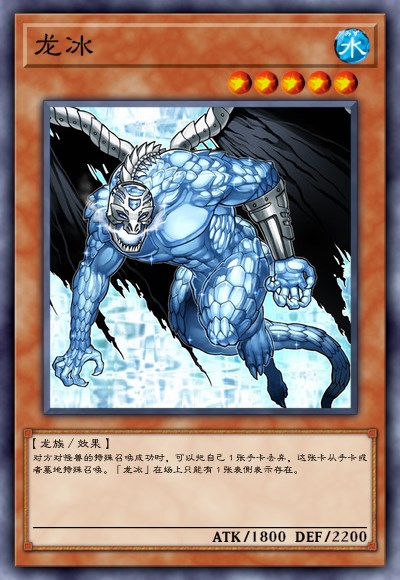 龙冰
水
【龙族／效果】
对方对怪兽的特殊召唤成功时，可以把自己1张手卡丢弃，这张卡从手卡或
者墓地特殊召唤。「龙冰」在场上只能有1张表侧表示存在。
ATK/1800 DEF/2200